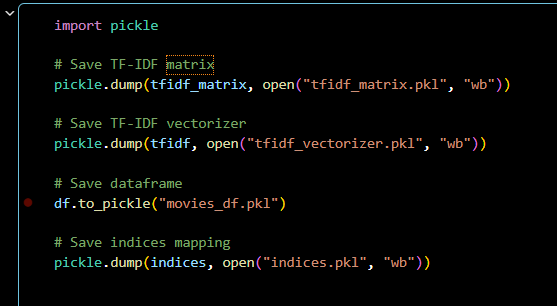 import pickle
# Save TF-IDF matrix
pickle.dump(tfidf_matrix, open("tfidf_matrix.pkl", "wb"))
# Save TF-IDF vectorizer
pickle.dump(tfidf, open("tfidf_vectorizer.pkl", "wb"))
# Save dataframe
df.to_pickle("movies_df.pkl")
# Save indices mapping
pickle.dump(indices, open("indices.pkl", "wb"))